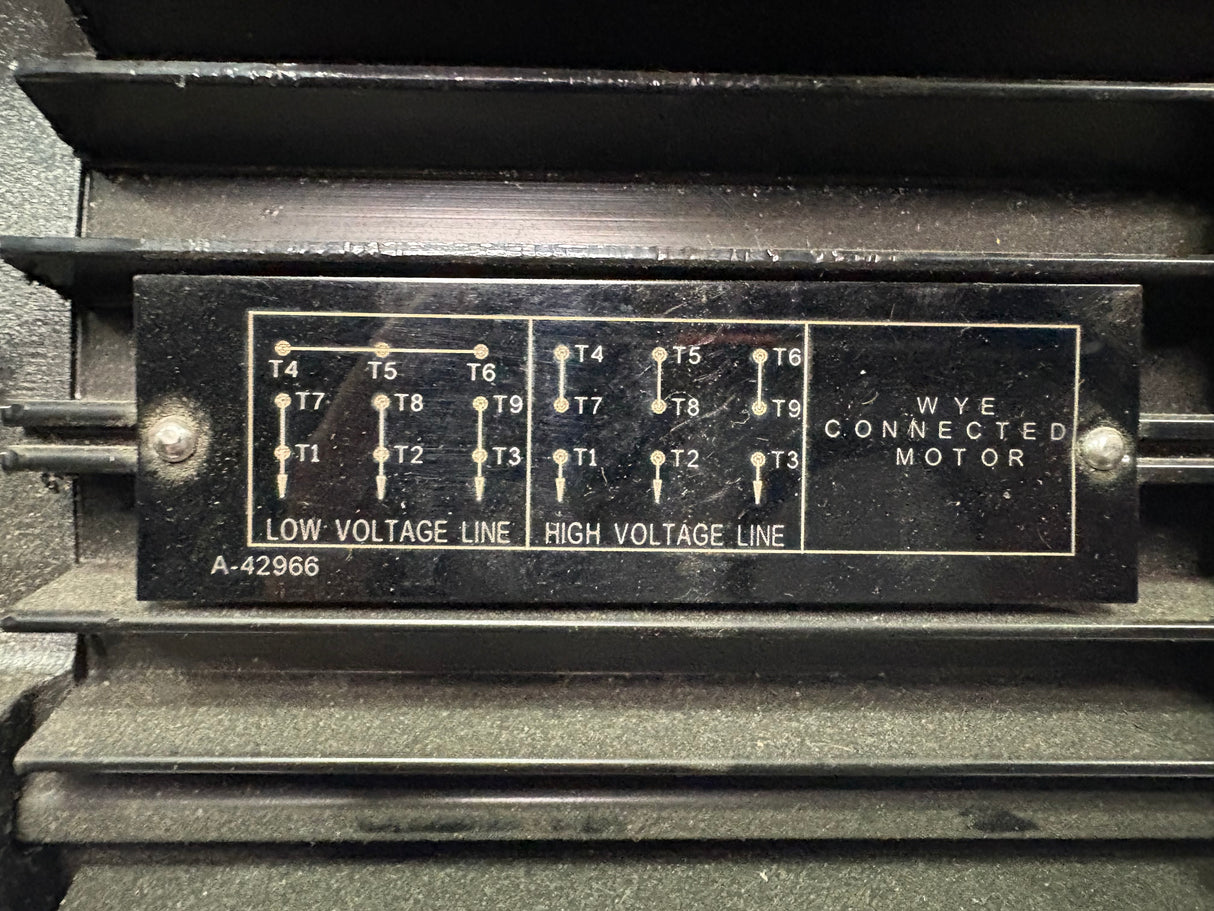 T4 T5 T6
T7 T8 T9
T1 T2 T3
LOW VOLTAGE LINE
T4 T5 T6
T7 T8 T9
T1 T2 T3
HIGH VOLTAGE LINE
WYE
CONNECTED
MOTOR
A-42966